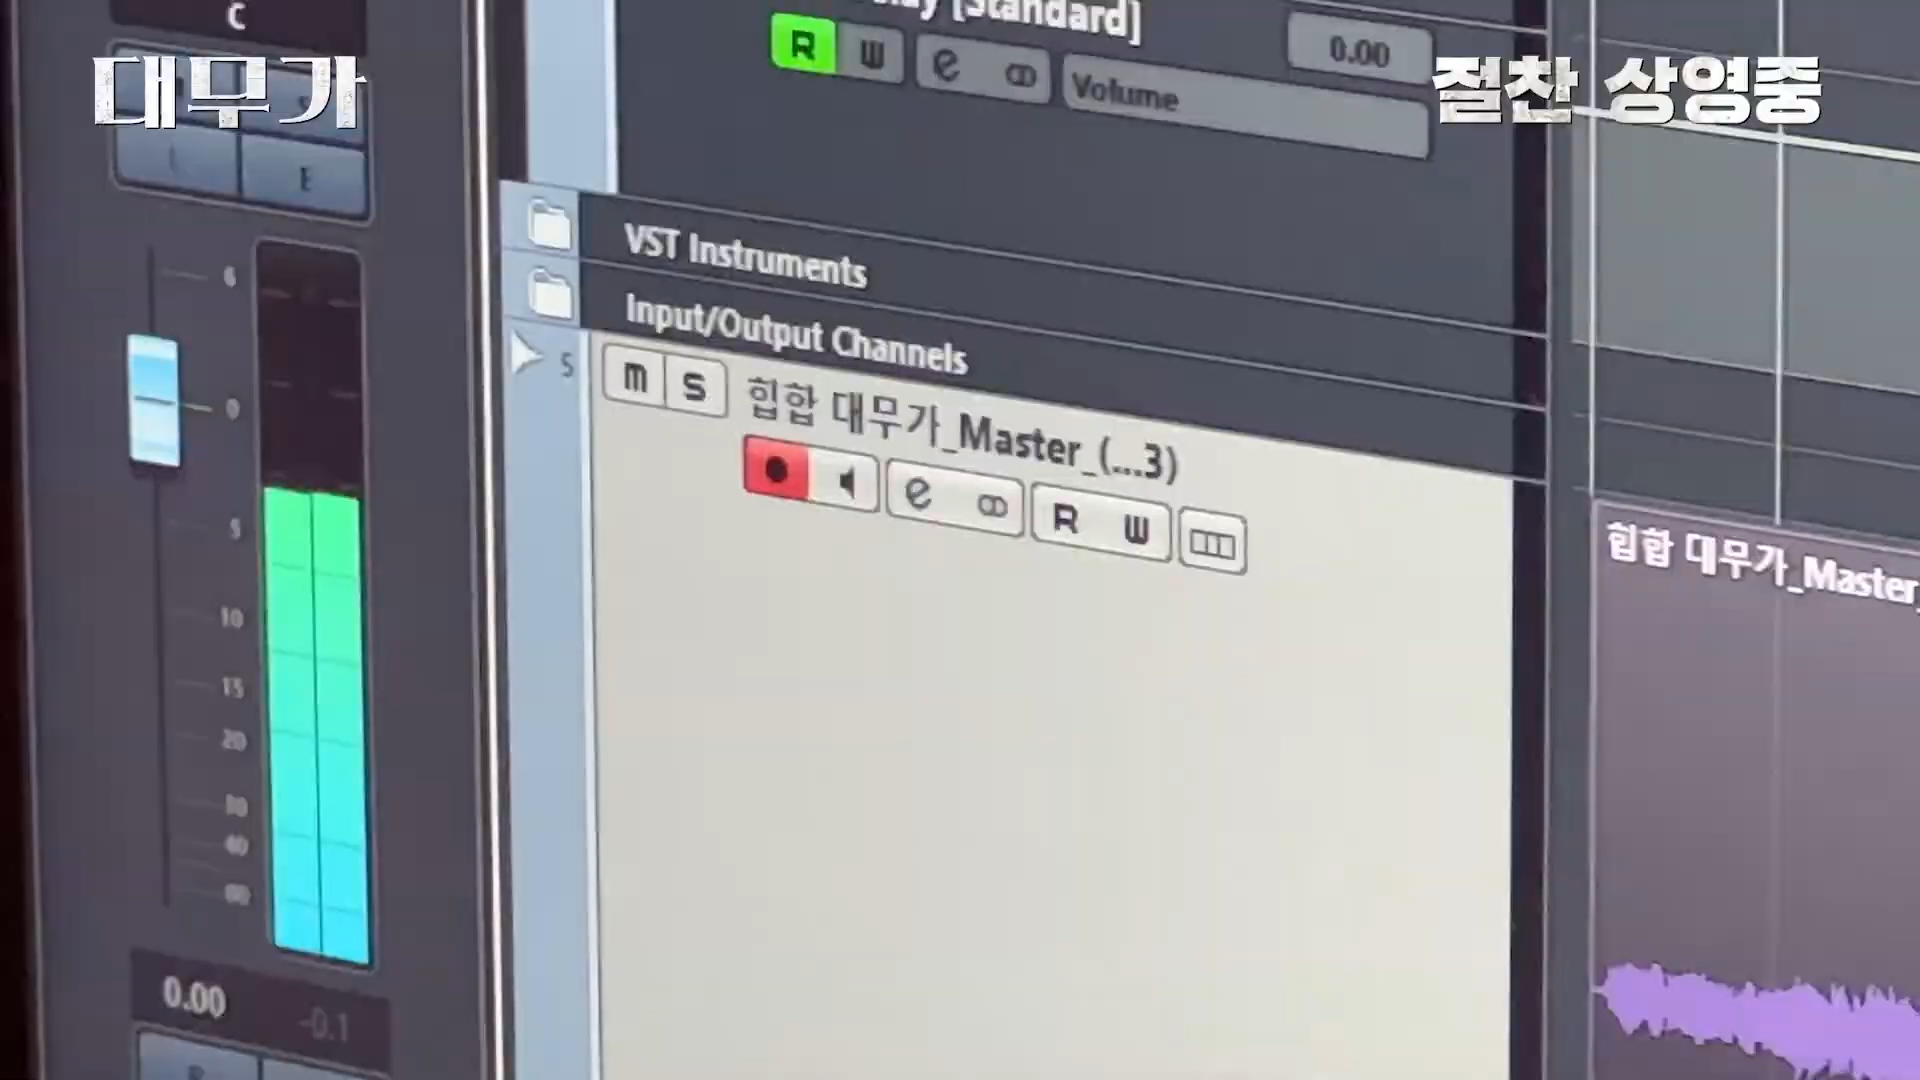 C
대무가
절찬 상영중
[Standard]
0.00
R W e
Volume
E
VST Instruments
Input/Output Channels
5
m S 힙합 대무가_Master_(...3)
e R W
힙합 대무가_Master_
6
0
5
10
15
20
30
40
60
0.00 -0.1